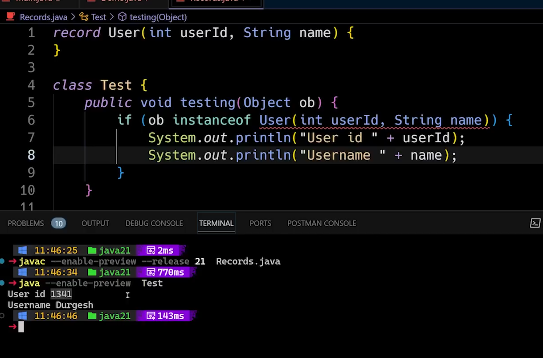 Records.java > Test > testing(Object)
1 record User(int userId, String name) {
2 }
3
4 class Test {
5 public void testing(Object ob) {
6 if (ob instanceof User(int userId, String name)) {
7 System.out.println("User id " + userId);
8 System.out.println("Username " + name);
9 }
10 }
11
PROBLEMS 10 OUTPUT DEBUG CONSOLE TERMINAL PORTS POSTMAN CONSOLE
11:46:25 java21 2ms
→ javac --enable-preview --release 21 Records.java
11:46:34 java21 770ms
→ java --enable-preview Test
User id 1341
Username Durgesh
11:46:46 java21 143ms
→